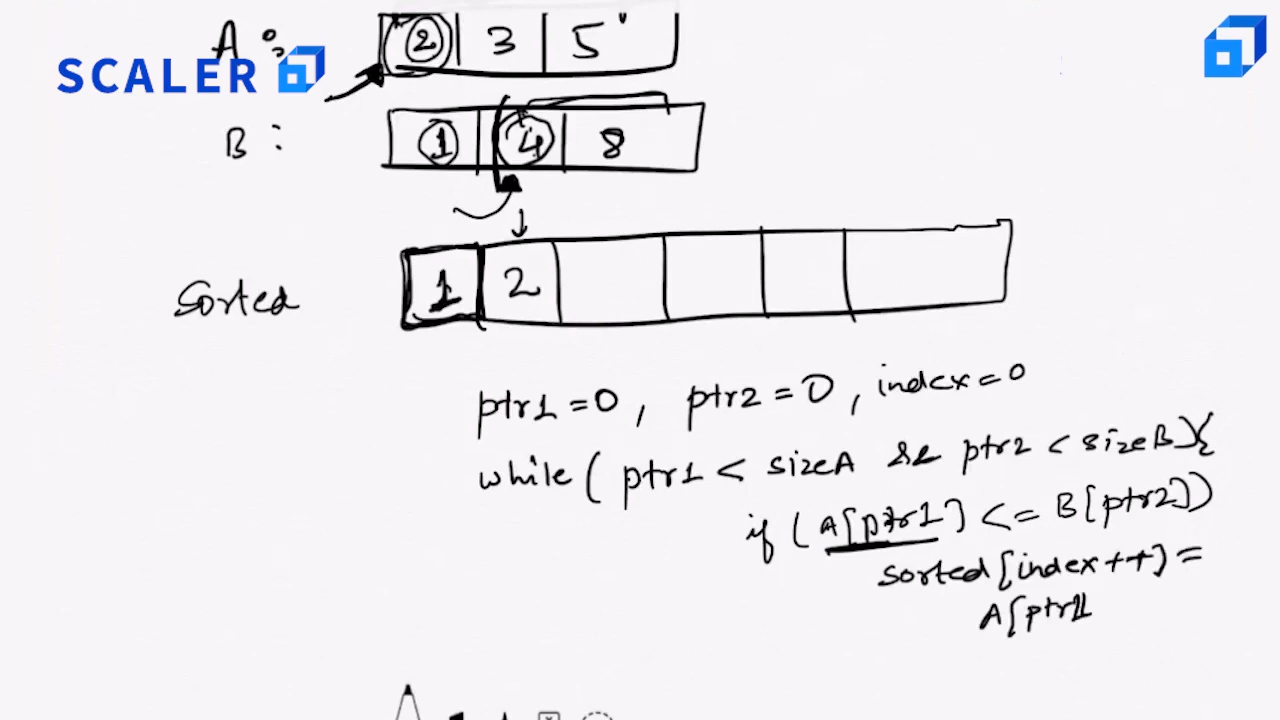 A : 2 3 5
SCALER
B : 1 4 8
Sorted 1 2
ptr1 = 0, ptr2 = 0, index = 0
while ( ptr1 < sizeA && ptr2 < sizeB ) {
if ( A[ptr1] <= B[ptr2] )
sorted [index++] =
A[ptr1